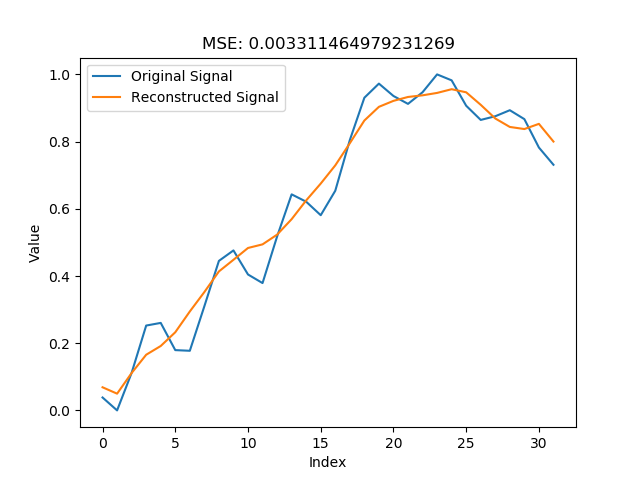 MSE: 0.003311464979231269
Original Signal
Reconstructed Signal
1.0
0.8
0.6
0.4
0.2
0.0
Value
0 5 10 15 20 25 30
Index